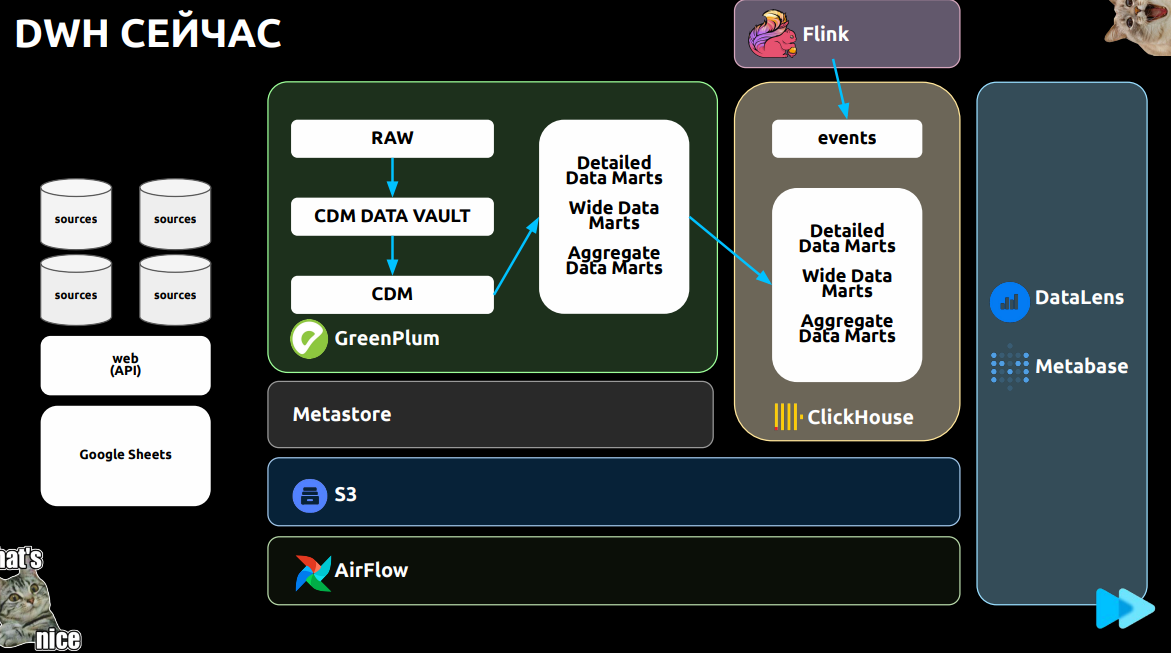 DWH СЕЙЧАС
Flink
RAW
CDM DATA VAULT
CDM
GreenPlum
Detailed
Data Marts
Wide Data
Marts
Aggregate
Data Marts
events
Detailed
Data Marts
Wide Data
Marts
Aggregate
Data Marts
ClickHouse
sources
sources
sources
sources
web
(API)
Google Sheets
Metastore
S3
AirFlow
DataLens
Metabase
hat's
nice